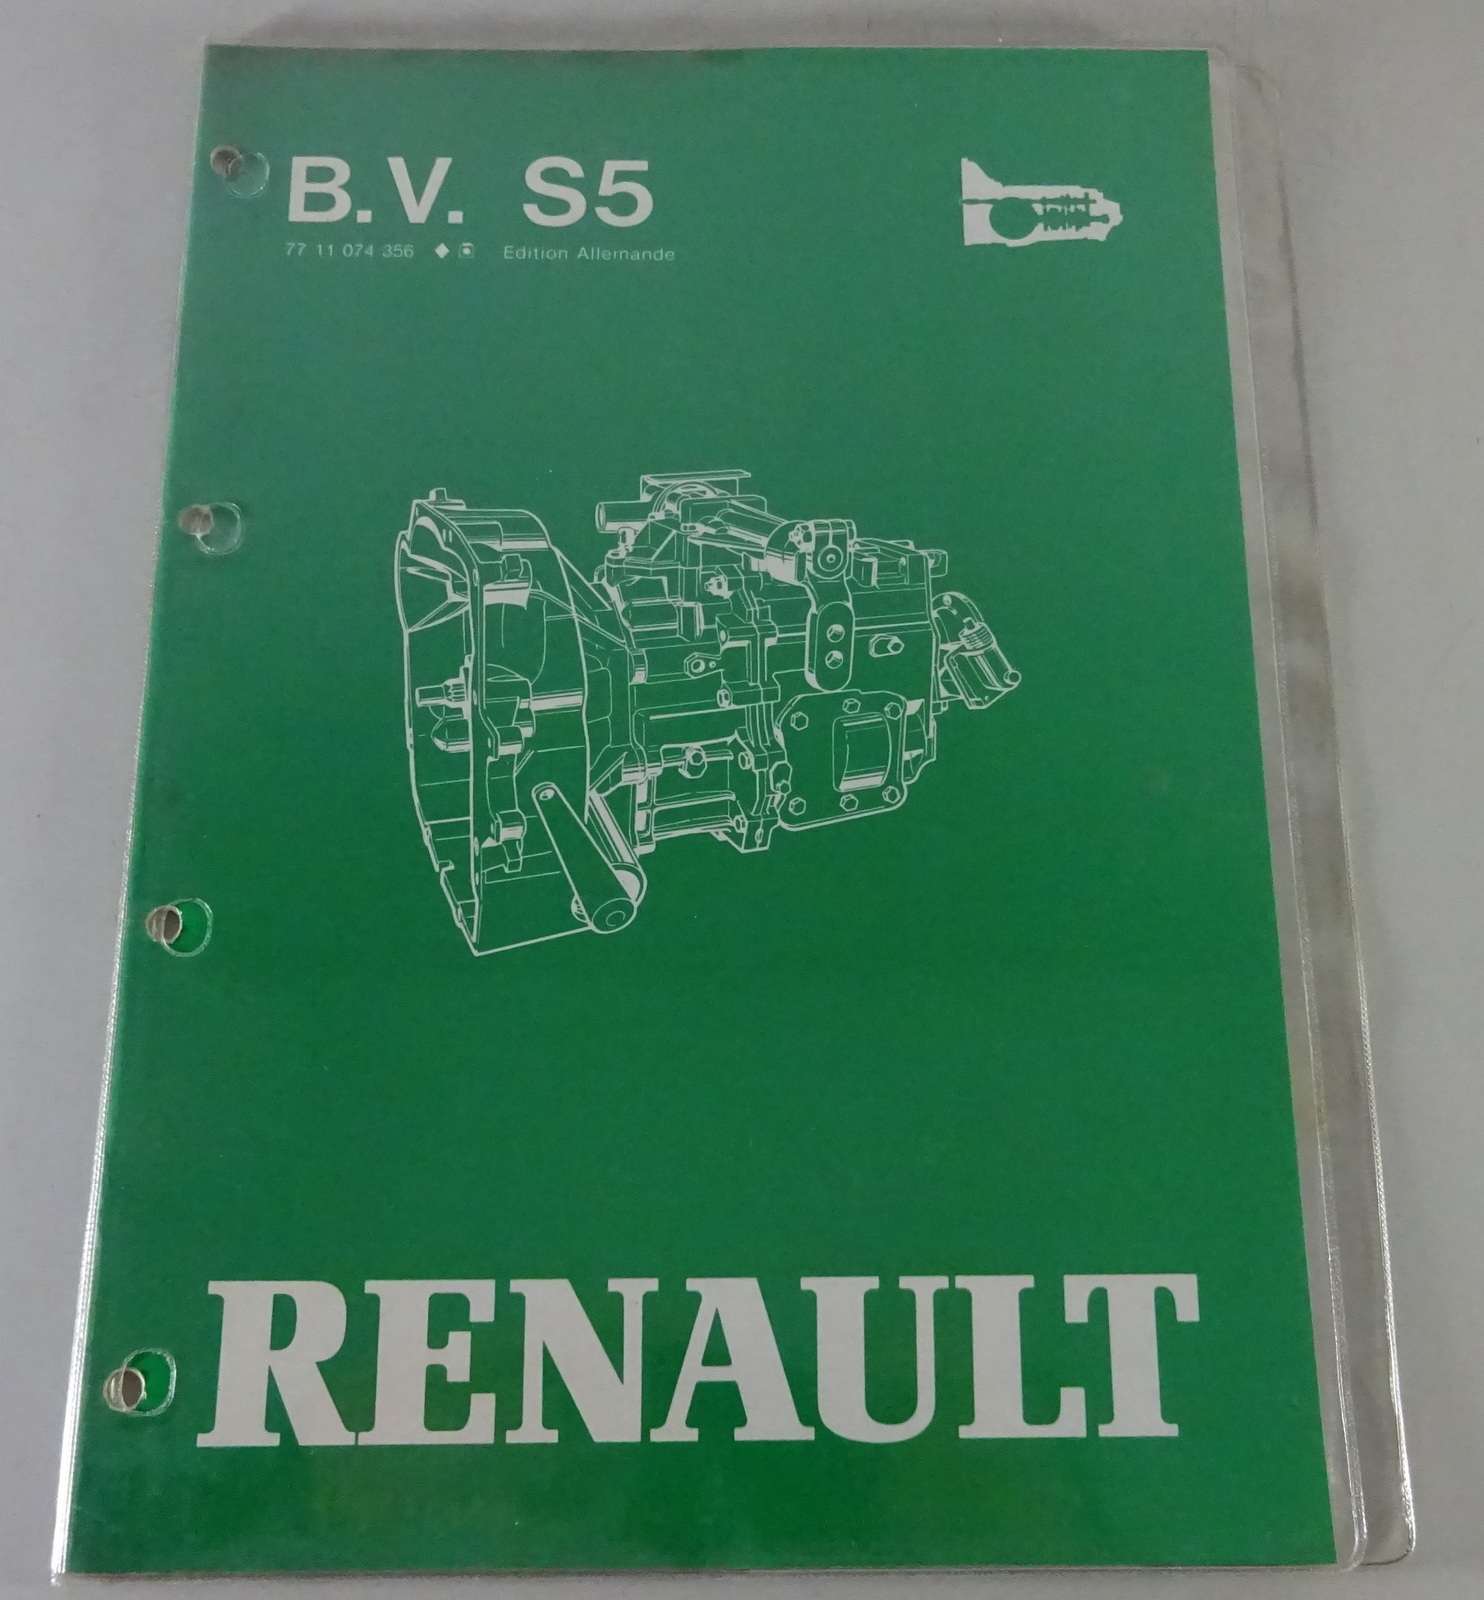 B.V. S5
77 11 074 356 Edition Allemande
RENAULT